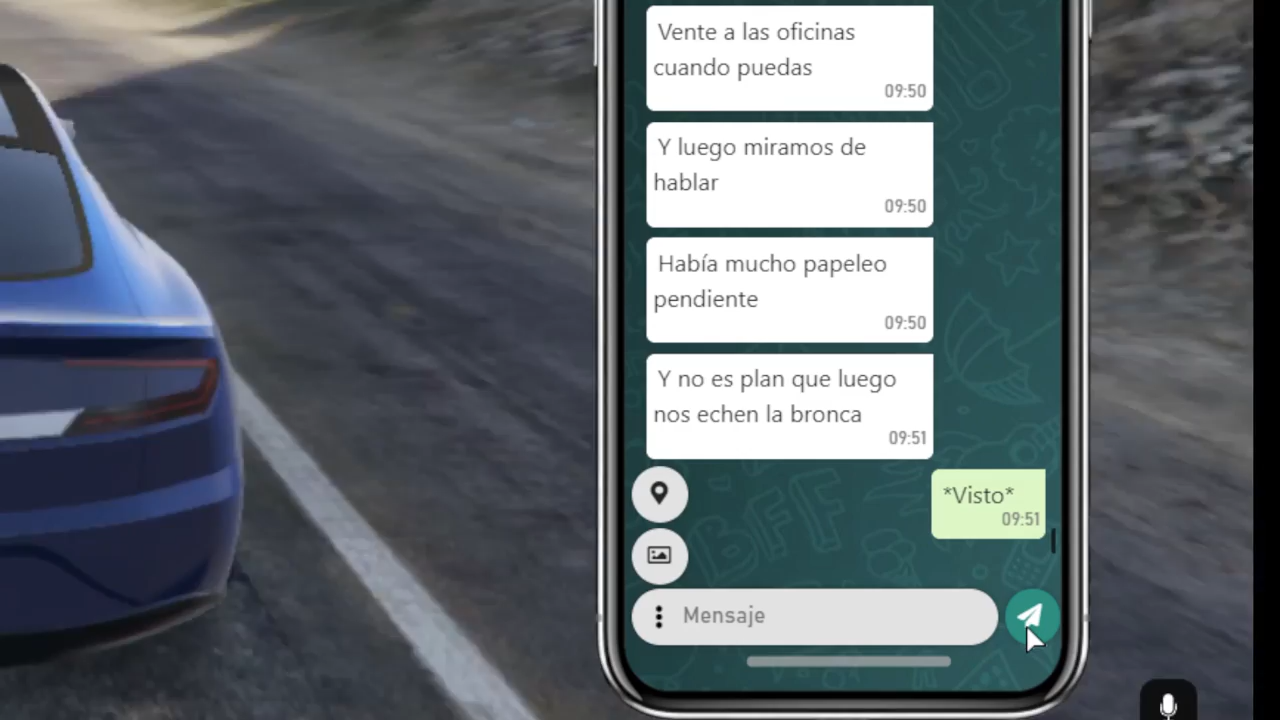 Vente a las oficinas
cuando puedas
09:50
Y luego miramos de
hablar
09:50
Había mucho papeleo
pendiente
09:50
Y no es plan que luego
nos echen la bronca
09:51
*Visto*
09:51
BFF
Mensaje